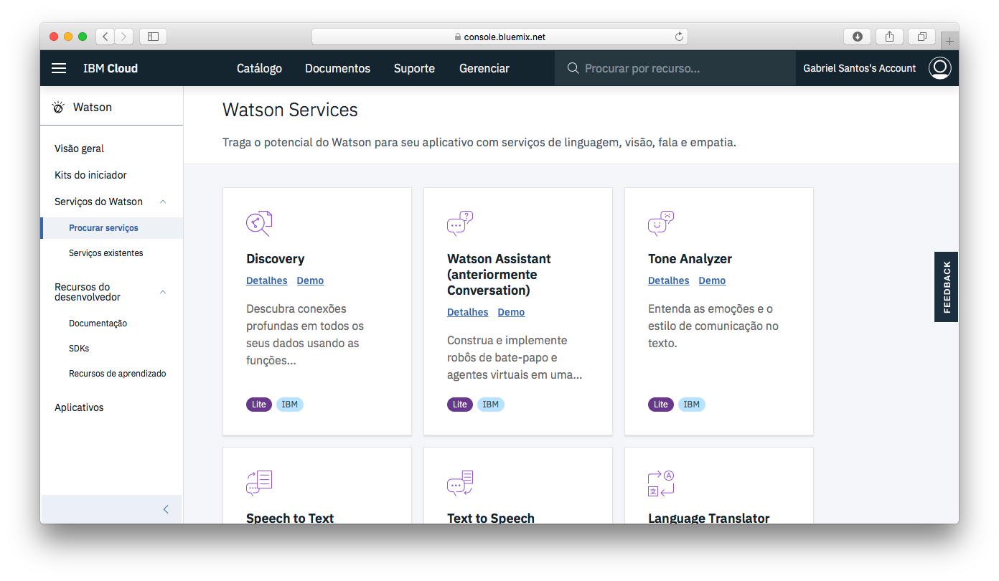 console.bluemix.net
IBM Cloud
Catálogo
Documentos
Suporte
Gerenciar
Procurar por recurso...
Gabriel Santos's Account
Watson
Visão geral
Kits do iniciador
Serviços do Watson
Procurar serviços
Serviços existentes
Recursos do
desenvolvedor
Documentação
SDKs
Recursos de aprendizado
Aplicativos
Watson Services
Traga o potencial do Watson para seu aplicativo com serviços de linguagem, visão, fala e empatia.
Discovery
Detalhes Demo
Descubra conexões
profundas em todos os
seus dados usando as
funções...
Lite IBM
Watson Assistant
(anteriormente
Conversation)
Detalhes Demo
Construa e implemente
robôs de bate-papo e
agentes virtuais em uma...
Lite IBM
Tone Analyzer
Detalhes Demo
Entenda as emoções e o
estilo de comunicação no
texto.
Lite IBM
Speech to Text
Text to Speech
A
文
Language Translator
FEEDBACK